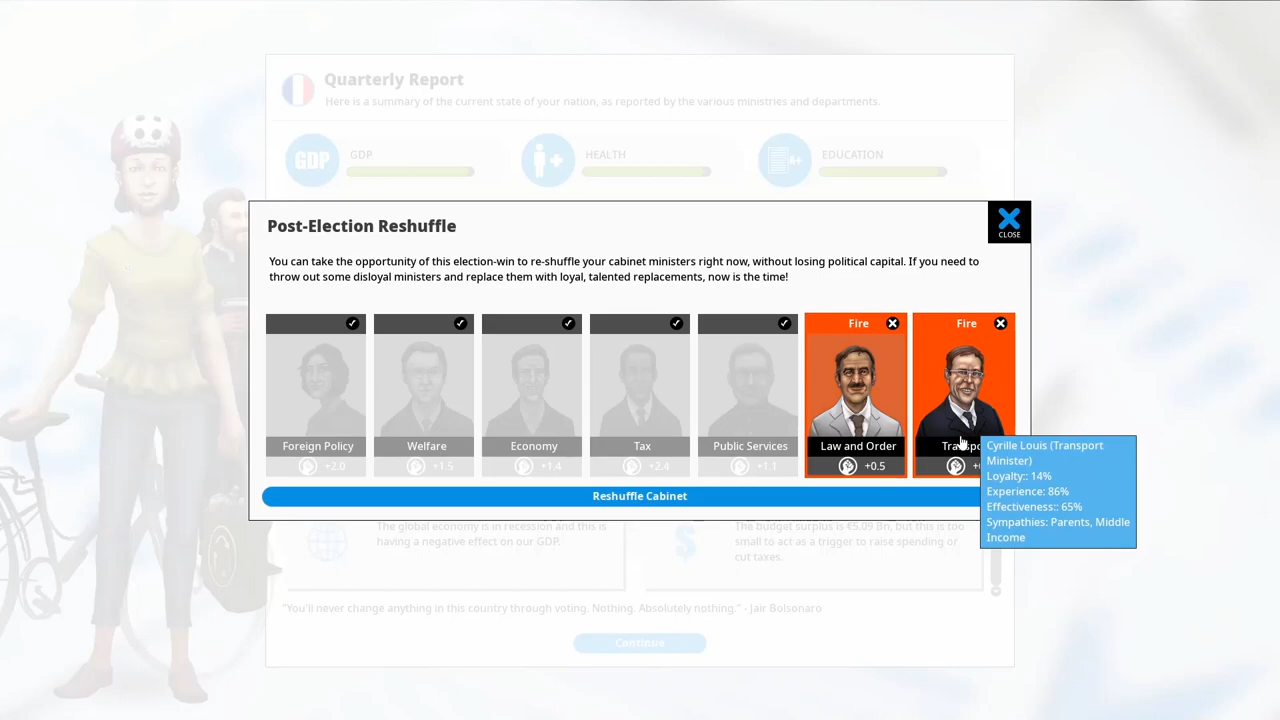 Quarterly Report
Here is a summary of the current state of your nation, as reported by the various ministries and departments.
GDP
GDP
HEALTH
EDUCATION
Post-Election Reshuffle
CLOSE
You can take the opportunity of this election-win to re-shuffle your cabinet ministers right now, without losing political capital. If you need to
throw out some disloyal ministers and replace them with loyal, talented replacements, now is the time!
Fire
Fire
Foreign Policy
Welfare
Economy
Tax
Public Services
Law and Order
+2.0
+1.5
+1.4
+2.4
+1.1
+0.5
Cyrille Louis (Transport
Minister)
Loyalty:: 14%
Experience: 86%
Effectiveness:: 65%
Sympathies: Parents, Middle
Income
Reshuffle Cabinet
The global economy is in recession and this is
having a negative effect on our GDP.
The budget surplus is €5.09 Bn, but this is too
small to act as a trigger to raise spending or
cut taxes.
"You'll never change anything in this country through voting. Nothing. Absolutely nothing." - Jair Bolsonaro
Continue